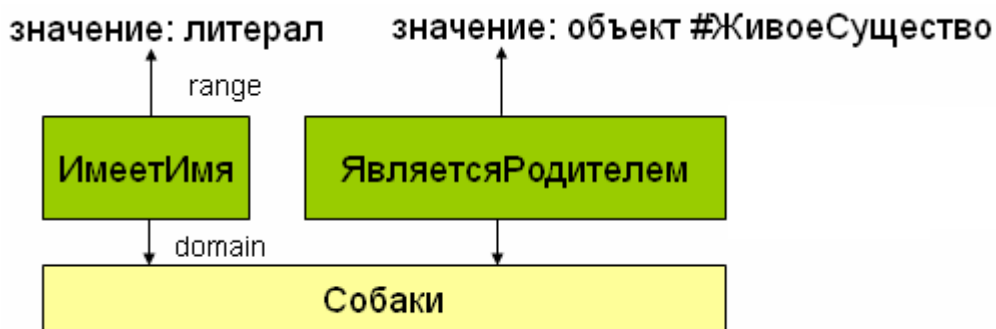 значение: литерал значение: объект #ЖивоеСущество
range
ИмеетИмя ЯвляетсяРодителем
domain
Собаки